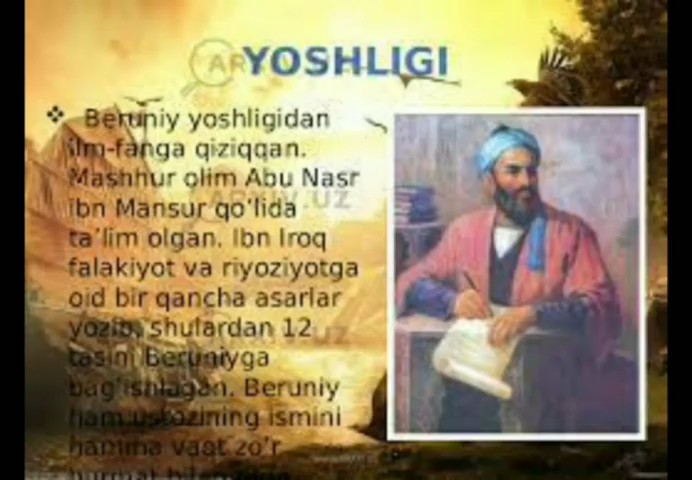 YOSHLIGI
Beruniy yoshligidan
ilm-fanga qiziqqan.
Mashhur olim Abu Nasr
ibn Mansur qo‘lida
ta’lim olgan. Ibn Iroq
falakiyot va riyoziyotga
oid bir qancha asarlar
yozib, shulardan 12
tasini Beruniyga
bag‘ishlagan. Beruniy
ham ustozining ismini
hamma vaqt zo‘r